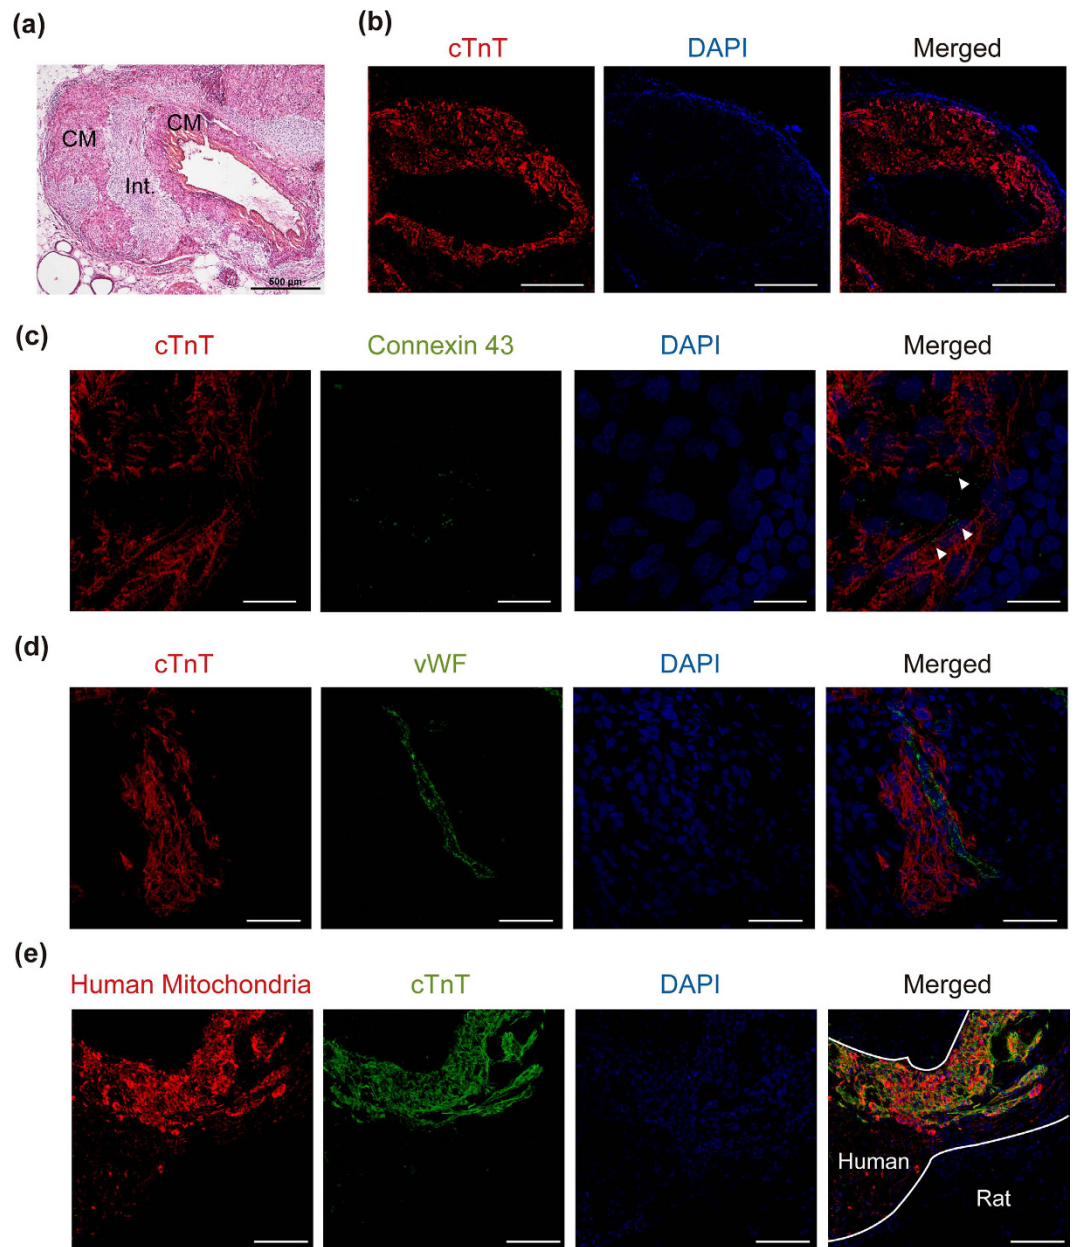 (a)
CM
CM
Int.
500 µm
(b)
cTnT
DAPI
Merged
(c)
cTnT
Connexin 43
DAPI
Merged
(d)
cTnT
vWF
DAPI
Merged
(e)
Human Mitochondria
cTnT
DAPI
Merged
Human
Rat